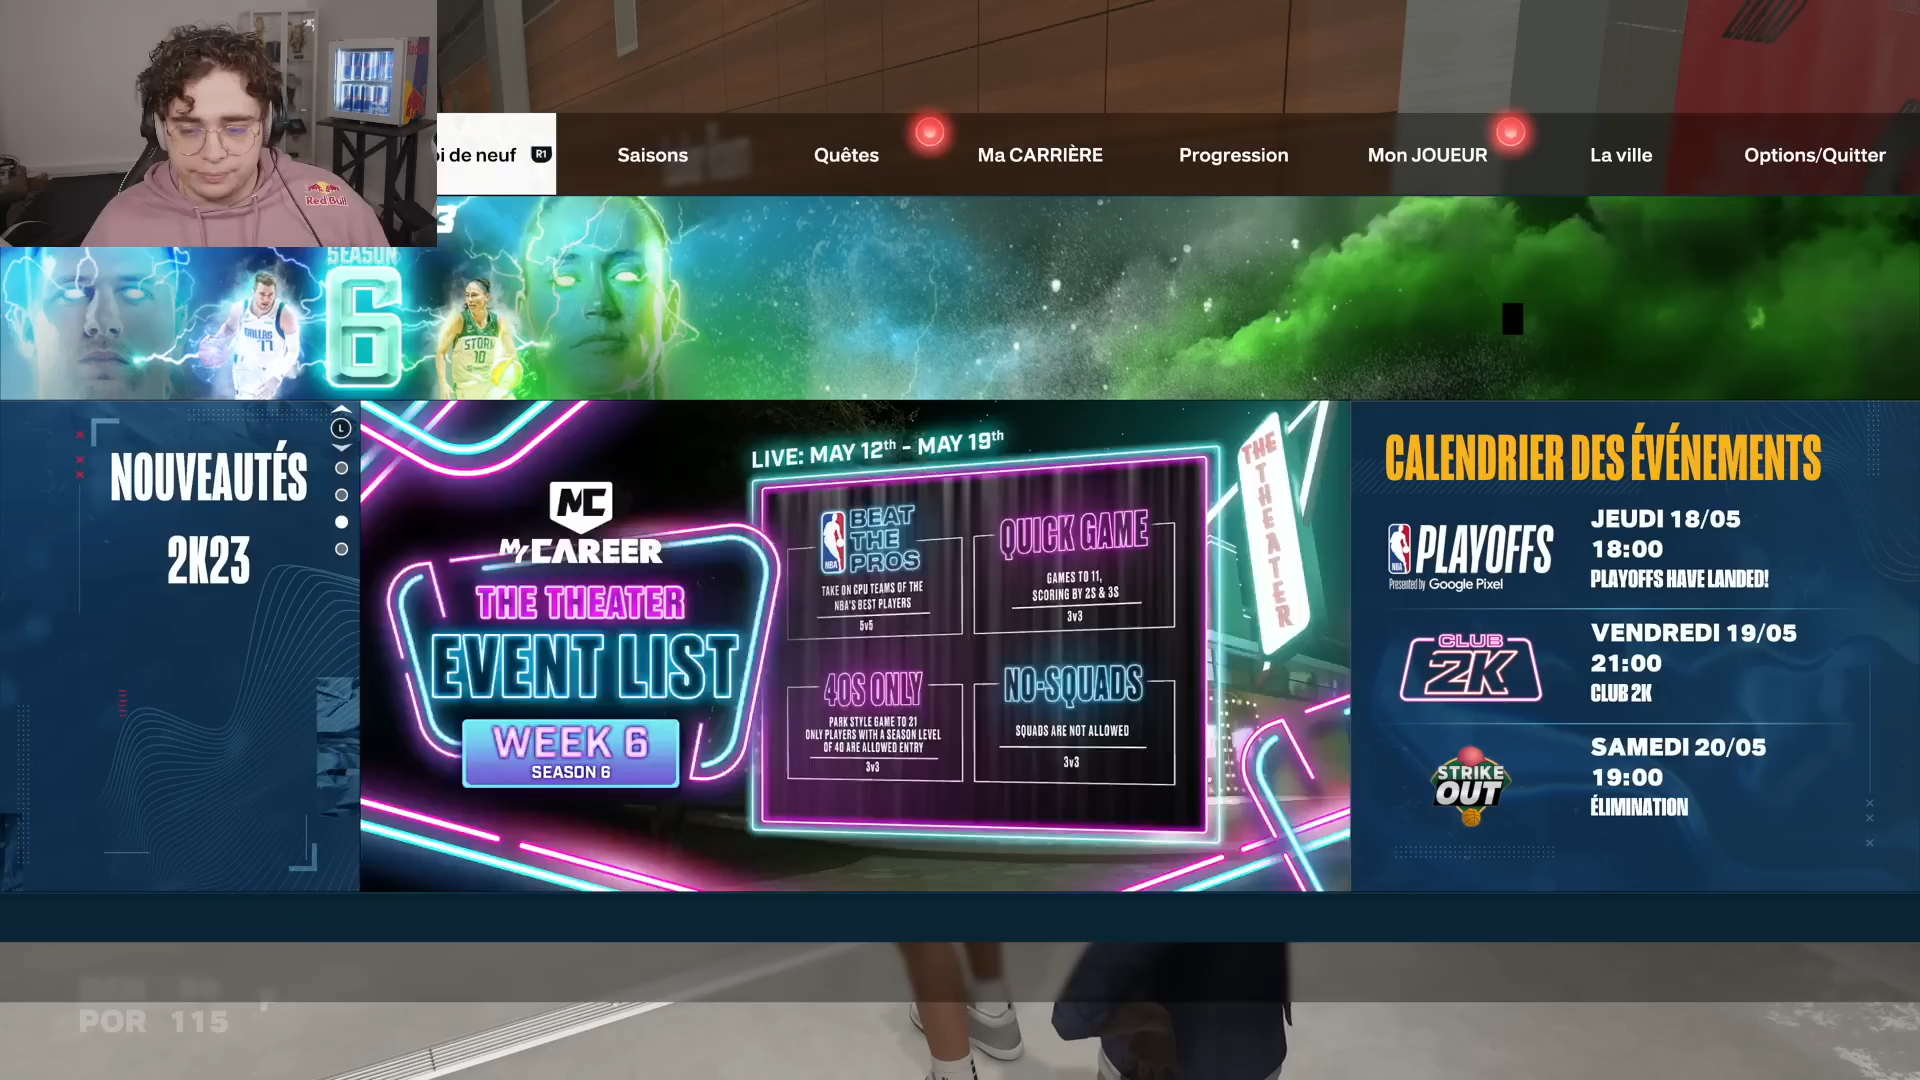 Red Bull
oi de neuf R1
Saisons
Quêtes
Ma CARRIÈRE
Progression
Mon JOUEUR
La ville
Options/Quitter
SEASON
6
DALLAS
77
STORM
10
NOUVEAUTÉS
2K23
L
MC
MyCAREER
THE THEATER
EVENT LIST
WEEK 6
SEASON 6
LIVE: MAY 12th - MAY 19th
NBA
BEAT
THE
PROS
TAKE ON CPU TEAMS OF THE
NBA'S BEST PLAYERS
5v5
QUICK GAME
GAMES TO 11,
SCORING BY 2S & 3S
3v3
40S ONLY
PARK STYLE GAME TO 21
ONLY PLAYERS WITH A SEASON LEVEL
OF 40 ARE ALLOWED ENTRY
3v3
NO-SQUADS
SQUADS ARE NOT ALLOWED
3v3
THE THEATER
CALENDRIER DES ÉVÉNEMENTS
NBA
PLAYOFFS
Presented by Google Pixel
JEUDI 18/05
18:00
PLAYOFFS HAVE LANDED!
CLUB
2K
VENDREDI 19/05
21:00
CLUB 2K
STRIKE
OUT
SAMEDI 20/05
19:00
ÉLIMINATION
POR 115